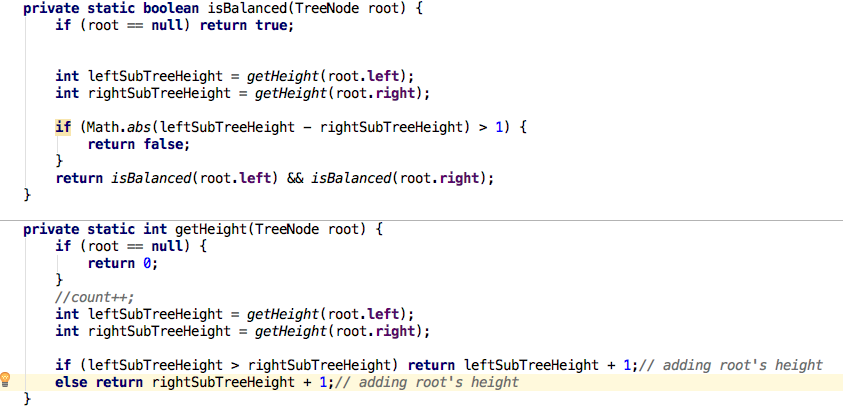 private static boolean isBalanced(TreeNode root) {
    if (root == null) return true;
    int leftSubTreeHeight = getHeight(root.left);
    int rightSubTreeHeight = getHeight(root.right);
    if (Math.abs(leftSubTreeHeight - rightSubTreeHeight) > 1) {
        return false;
    }
    return isBalanced(root.left) && isBalanced(root.right);
}
private static int getHeight(TreeNode root) {
    if (root == null) {
        return 0;
    }
    //count++;
    int leftSubTreeHeight = getHeight(root.left);
    int rightSubTreeHeight = getHeight(root.right);
    if (leftSubTreeHeight > rightSubTreeHeight) return leftSubTreeHeight + 1;// adding root's height
    else return rightSubTreeHeight + 1;// adding root's height
}